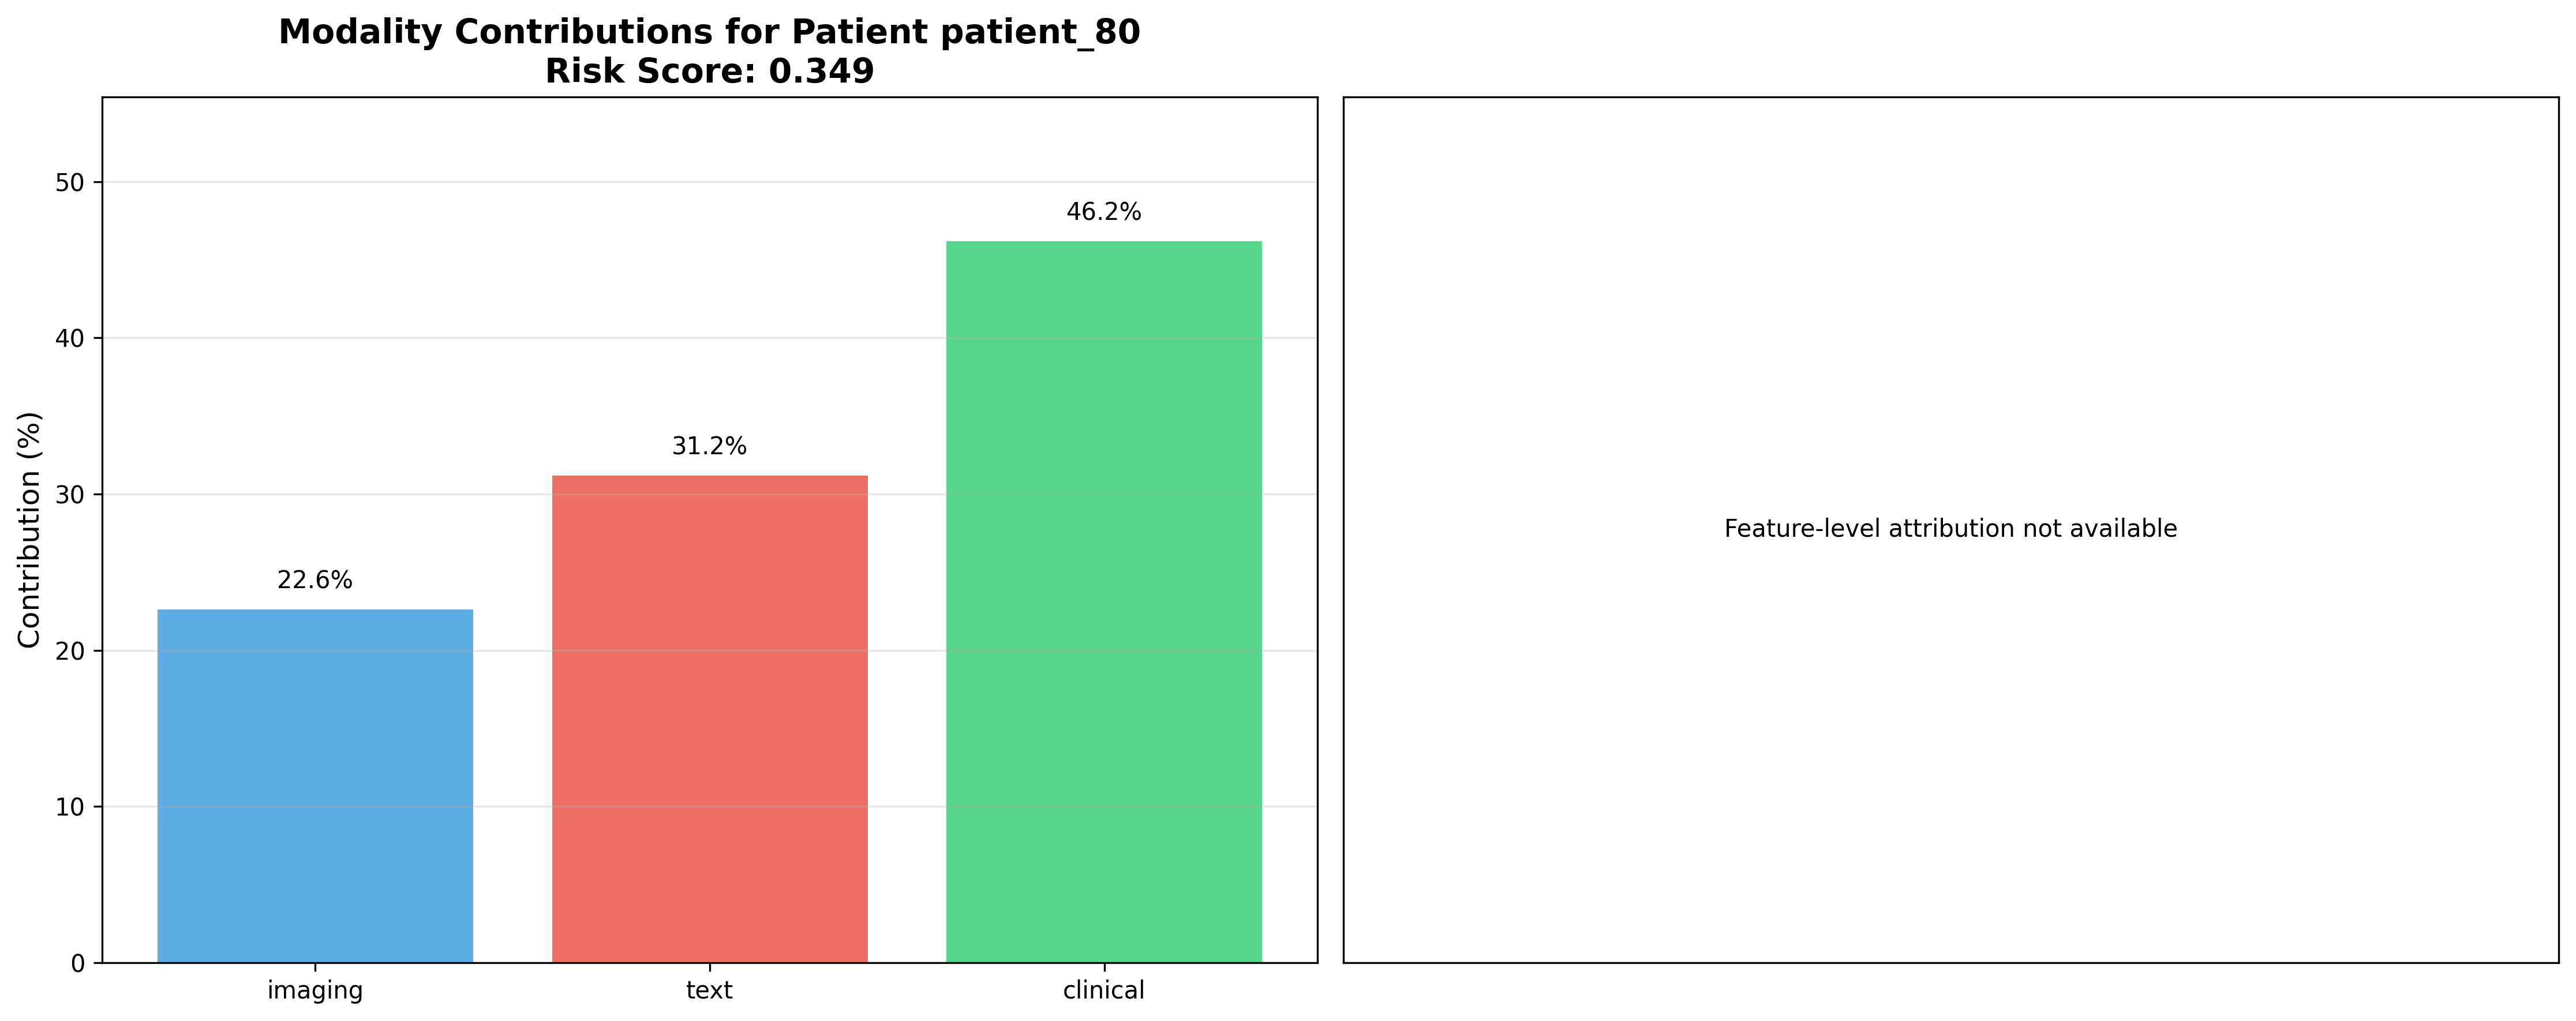 Modality Contributions for Patient patient_80
Risk Score: 0.349
Contribution (%)
50
40
30
20
10
0
22.6%
31.2%
46.2%
imaging
text
clinical
Feature-level attribution not available